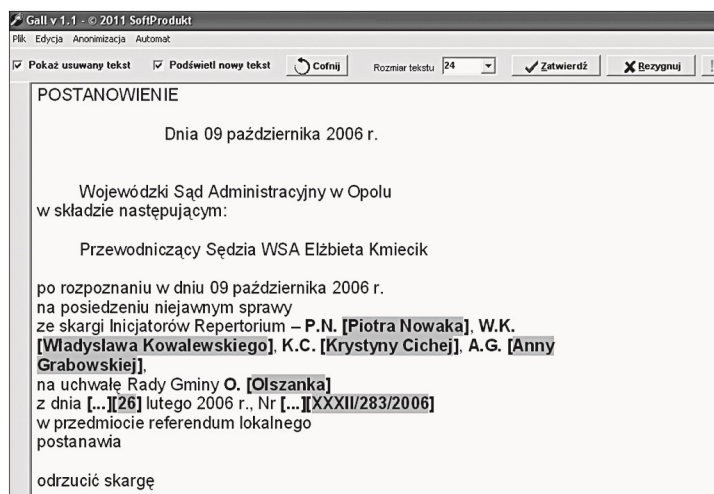 Gall v 1.1 - © 2011 SoftProdukt
Plik Edycja Anonimizacja Automat
Pokaż usuwany tekst Podświetl nowy tekst Cofnij Rozmiar tekstu 24 Zatwierdź Rezygnuj
POSTANOWIENIE
Dnia 09 października 2006 r.
Wojewódzki Sąd Administracyjny w Opolu
w składzie następującym:
Przewodniczący Sędzia WSA Elżbieta Kmiecik
po rozpoznaniu w dniu 09 października 2006 r.
na posiedzeniu niejawnym sprawy
ze skargi Inicjatorów Repertorium – P.N. [Piotra Nowaka], W.K.
[Władysława Kowalewskiego], K.C. [Krystyny Cichej], A.G. [Anny
Grabowskiej],
na uchwałę Rady Gminy O. [Olszanka]
z dnia [...][26] lutego 2006 r., Nr [...][XXXII/283/2006]
w przedmiocie referendum lokalnego
postanawia
odrzucić skargę